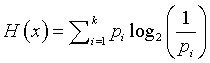 H(x) = ∑_{i=1}^{k} p_i log_2 (1/p_i)